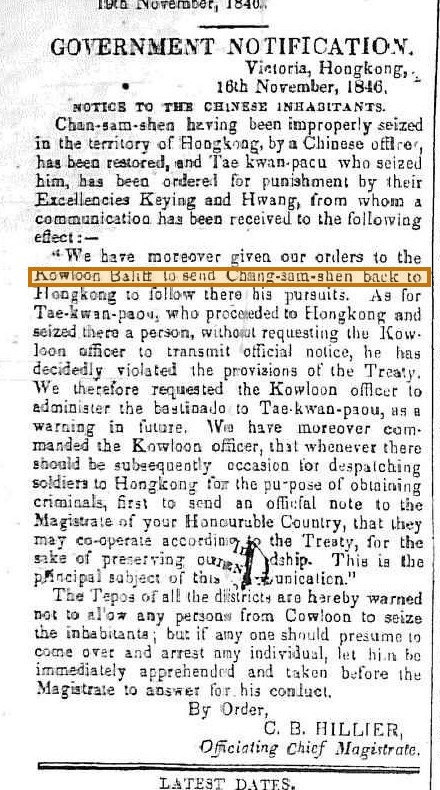 19th November, 1846.
GOVERNMENT NOTIFICATION.
Victoria, Hongkong,
16th November, 1846.
NOTICE TO THE CHINESE INHABITANTS.
Chan-sam-shen having been improperly seized
in the territory of Hongkong, by a Chinese officer,
has been restored, and Tae kwan-paou who seized
him, has been ordered for punishment by their
Excellencies Keying and Hwang, from whom a
communication has been received to the following
effect:—
"We have moreover given our orders to the
Kowloon Bailiff to send Chang-sam-shen back to
Hongkong to follow there his pursuits. As for
Tae-kwan-paou, who proceeded to Hongkong and
seized there a person, without requesting the Kow-
loon officer to transmit official notice, he has
decidedly violated the provisions of the Treaty.
We therefore requested the Kowloon officer to
administer the bastinado to Tae-kwan-paou, as a
warning in future. We have moreover com-
manded the Kowloon officer, that whenever there
should be subsequently occasion for despatching
soldiers to Hongkong for the purpose of obtaining
criminals, first to send an official note to the
Magistrate of your Honourable Country, that they
may co-operate according the Treaty, for the
sake of preserving This is the
principal subject of this
The Tepos of all the districts are hereby warned
not to allow any persons from Cowloon to seize
the inhabitants; but if any one should presume to
come over and arrest any individual, let him be
immediately apprehended and taken before the
Magistrate to answer for his conduct.
By Order,
C. B. HILLIER,
Officiating Chief Magistrate.
LATEST DATES.